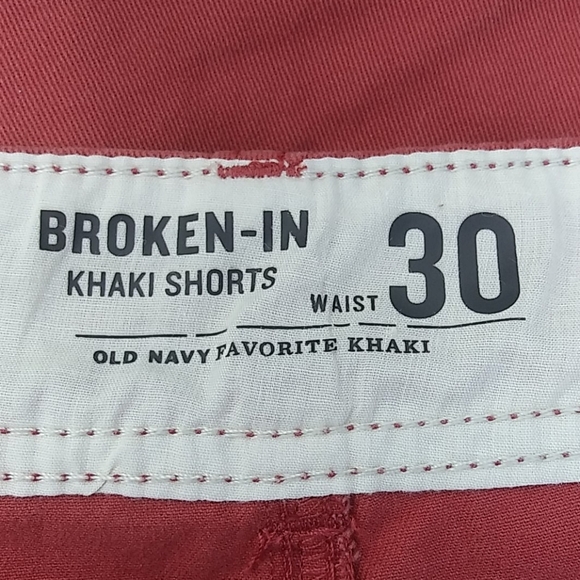 BROKEN-IN
KHAKI SHORTS
WAIST 30
OLD NAVY FAVORITE KHAKI